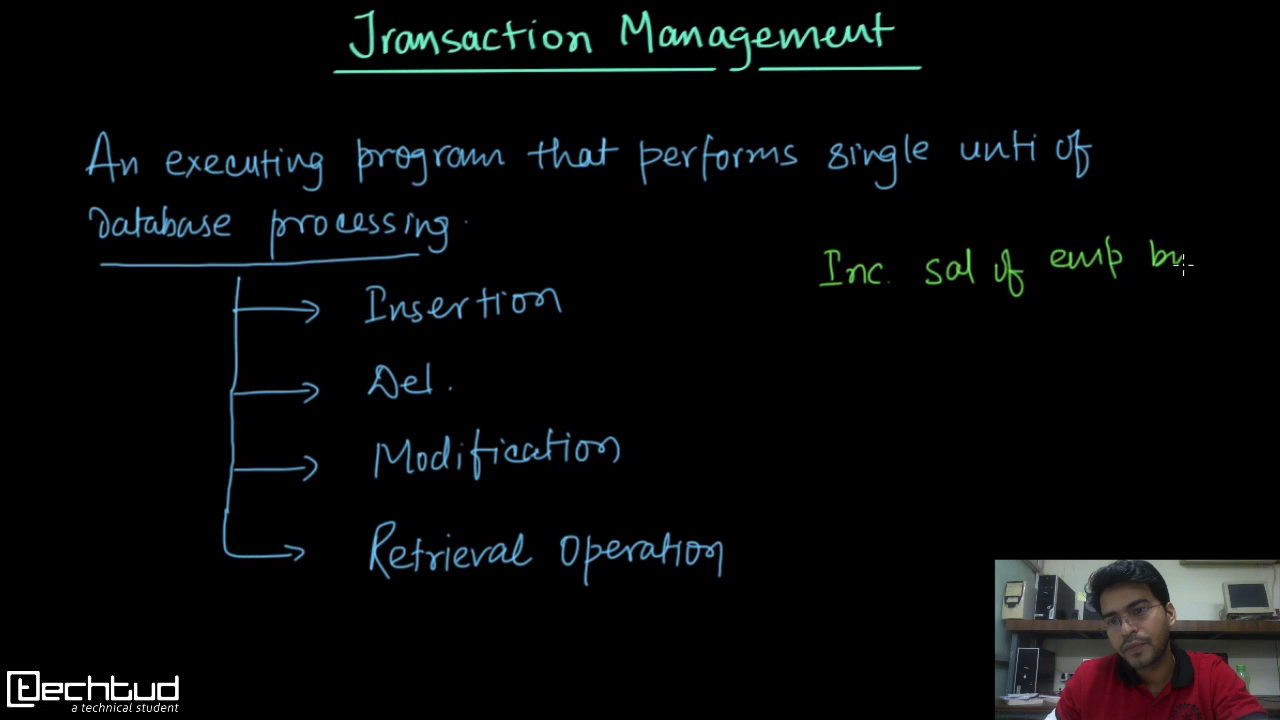 Transaction Management
An executing program that performs single unti of
Database processing.
Inc. sal of emp by
Insertion
Del.
Modification
Retrieval Operation
techtud
a technical student